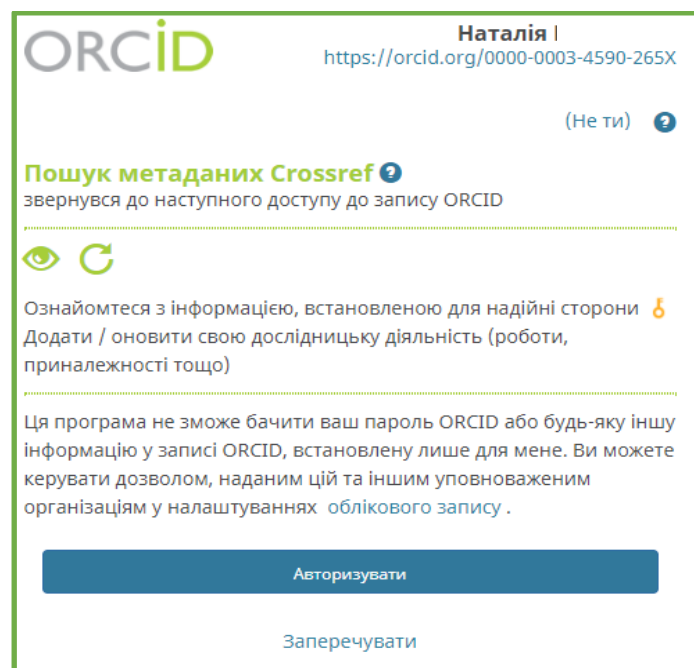 ORCID
Наталія
https://orcid.org/0000-0003-4590-265X
(Не ти) ?
Пошук метаданих Crossref ?
звернувся до наступного доступу до запису ORCID
Ознайомтеся з інформацією, встановленою для надійні сторони
Додати / оновити свою дослідницьку діяльність (роботи,
приналежності тощо)
Ця програма не зможе бачити ваш пароль ORCID або будь-яку іншу
інформацію у записі ORCID, встановлену лише для мене. Ви можете
керувати дозволом, наданим цій та іншим уповноваженим
організаціям у налаштуваннях облікового запису .
Авторизувати
Заперечувати